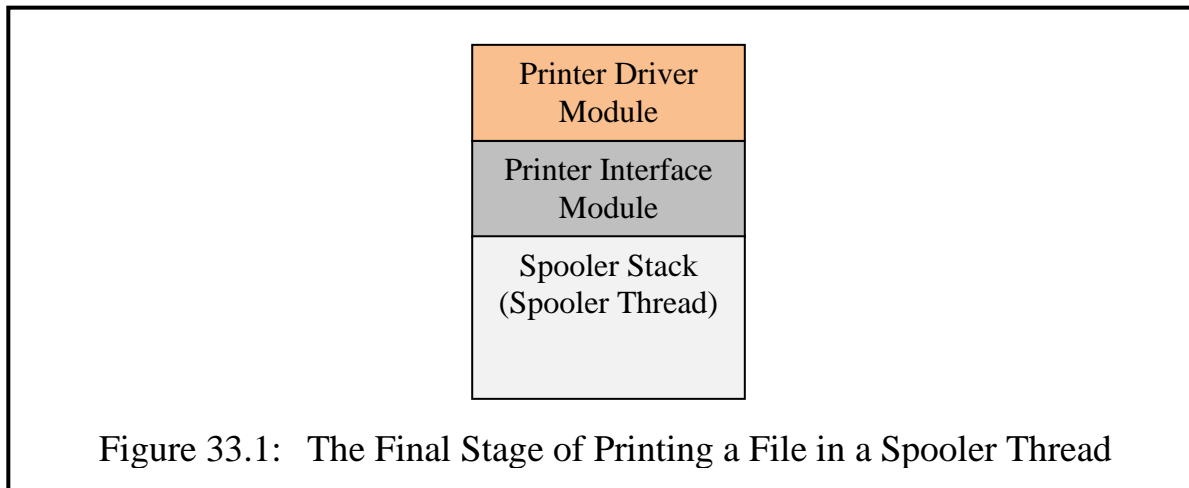 Printer Driver
Module
Printer Interface
Module
Spooler Stack
(Spooler Thread)
Figure 33.1: The Final Stage of Printing a File in a Spooler Thread